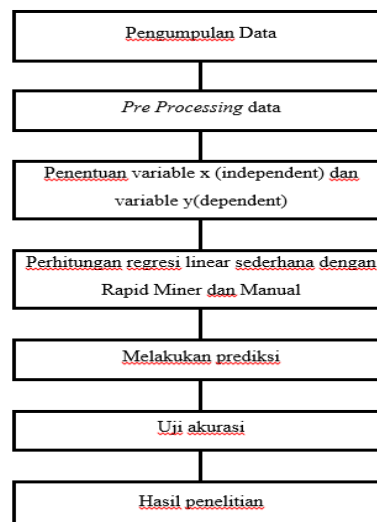 Pengumpulan Data
Pre Processing data
Penentuan variable x (independent) dan
variable y(dependent)
Perhitungan regresi linear sederhana dengan
Rapid Miner dan Manual
Melakukan prediksi
Uji akurasi
Hasil penelitian